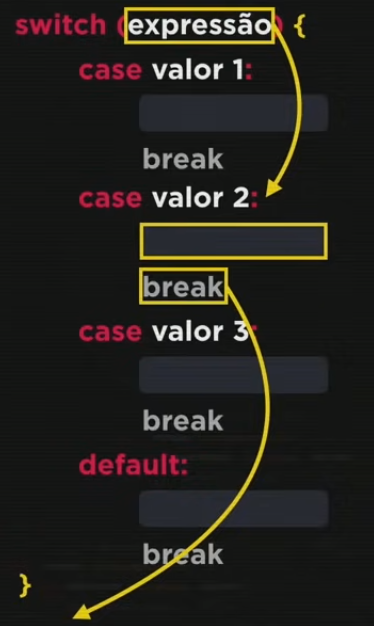 switch (expressão) {
case valor 1:
break
case valor 2:
break
case valor 3:
break
default:
break
}